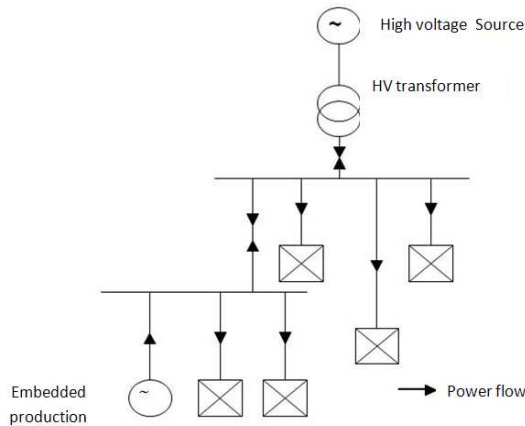 ~
High voltage Source
HV transformer
~
Embedded
production
Power flow